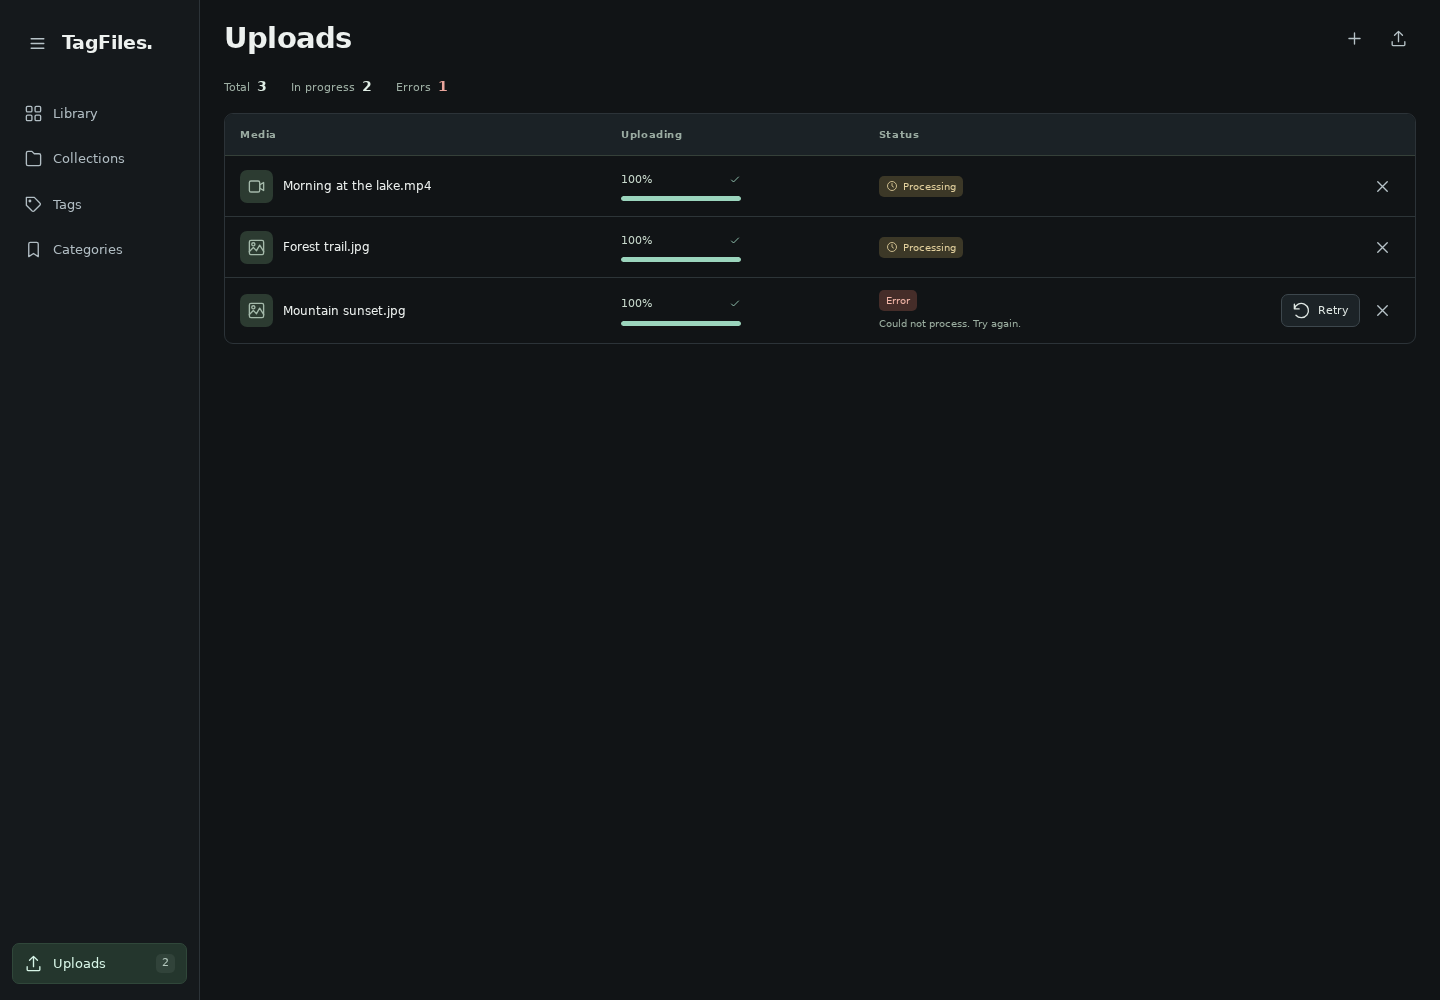 TagFiles.
Library
Collections
Tags
Categories
Uploads 2
Uploads
Total 3 In progress 2 Errors 1
Media Uploading Status
Morning at the lake.mp4 100% Processing
Forest trail.jpg 100% Processing
Mountain sunset.jpg 100% Error
Could not process. Try again.
Retry